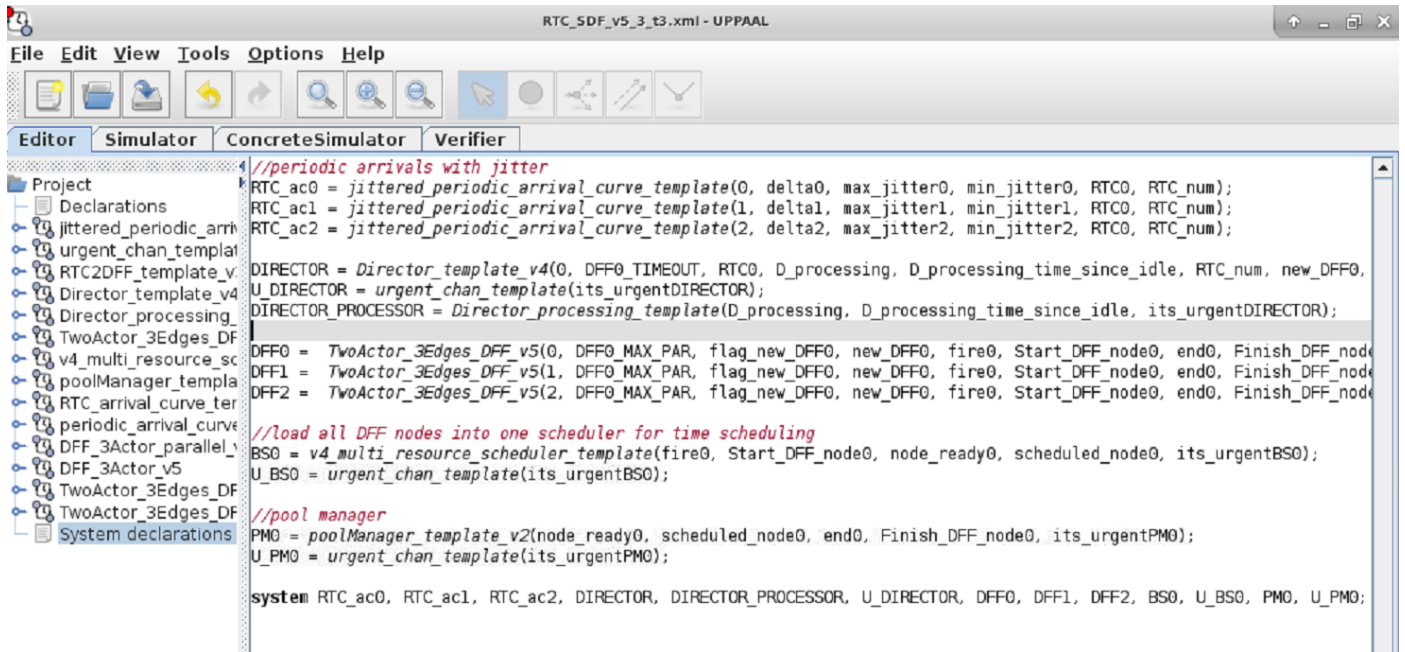 RTC_SDF_v5_3_t3.xml - UPPAAL
File Edit View Tools Options Help
Editor Simulator ConcreteSimulator Verifier
Project
Declarations
jittered_periodic_arriv
urgent_chan_templat
RTC2DFF_template_v
Director_template_v4
Director_processing_
TwoActor_3Edges_DF
v4_multi_resource_sc
poolManager_templa
RTC_arrival_curve_ter
periodic_arrival_curve
DFF_3Actor_parallel_v
DFF_3Actor_v5
TwoActor_3Edges_DF
TwoActor_3Edges_DF
System declarations
//periodic arrivals with jitter
RTC_ac0 = jittered_periodic_arrival_curve_template(0, delta0, max_jitter0, min_jitter0, RTC0, RTC_num);
RTC_ac1 = jittered_periodic_arrival_curve_template(1, delta1, max_jitter1, min_jitter1, RTC0, RTC_num);
RTC_ac2 = jittered_periodic_arrival_curve_template(2, delta2, max_jitter2, min_jitter2, RTC0, RTC_num);
DIRECTOR = Director_template_v4(0, DFF0_TIMEOUT, RTC0, D_processing, D_processing_time_since_idle, RTC_num, new_DFF0,
U_DIRECTOR = urgent_chan_template(its_urgentDIRECTOR);
DIRECTOR_PROCESSOR = Director_processing_template(D_processing, D_processing_time_since_idle, its_urgentDIRECTOR);
DFF0 = TwoActor_3Edges_DFF_v5(0, DFF0_MAX_PAR, flag_new_DFF0, new_DFF0, fire0, Start_DFF_node0, end0, Finish_DFF_node
DFF1 = TwoActor_3Edges_DFF_v5(1, DFF0_MAX_PAR, flag_new_DFF0, new_DFF0, fire0, Start_DFF_node0, end0, Finish_DFF_node
DFF2 = TwoActor_3Edges_DFF_v5(2, DFF0_MAX_PAR, flag_new_DFF0, new_DFF0, fire0, Start_DFF_node0, end0, Finish_DFF_node
//load all DFF nodes into one scheduler for time scheduling
BS0 = v4_multi_resource_scheduler_template(fire0, Start_DFF_node0, node_ready0, scheduled_node0, its_urgentBS0);
U_BS0 = urgent_chan_template(its_urgentBS0);
//pool manager
PM0 = poolManager_template_v2(node_ready0, scheduled_node0, end0, Finish_DFF_node0, its_urgentPM0);
U_PM0 = urgent_chan_template(its_urgentPM0);
system RTC_ac0, RTC_ac1, RTC_ac2, DIRECTOR, DIRECTOR_PROCESSOR, U_DIRECTOR, DFF0, DFF1, DFF2, BS0, U_BS0, PM0, U_PM0;